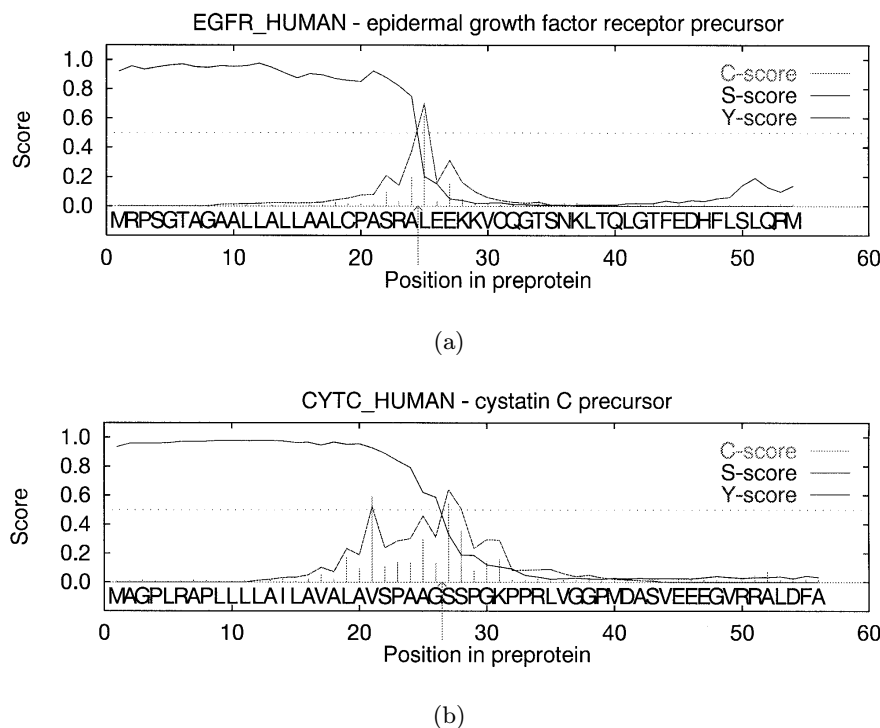 EGFR_HUMAN - epidermal growth factor receptor precursor
1.0
0.8
0.6
0.4
0.2
0.0
Score
C-score
S-score
Y-score
MRPSGTAGAALLALLAALCPASRALEEKKVCQGTSNKLTQLGTFEDHFLSLQRM
0 10 20 30 40 50 60
Position in preprotein
(a)
CYTC_HUMAN - cystatin C precursor
1.0
0.8
0.6
0.4
0.2
0.0
Score
C-score
S-score
Y-score
MAGPLRAPLLLLAILAVALAVSPAAGSSPGKPPRLVGGPMDASVEEEGVRRALDFA
0 10 20 30 40 50 60
Position in preprotein
(b)